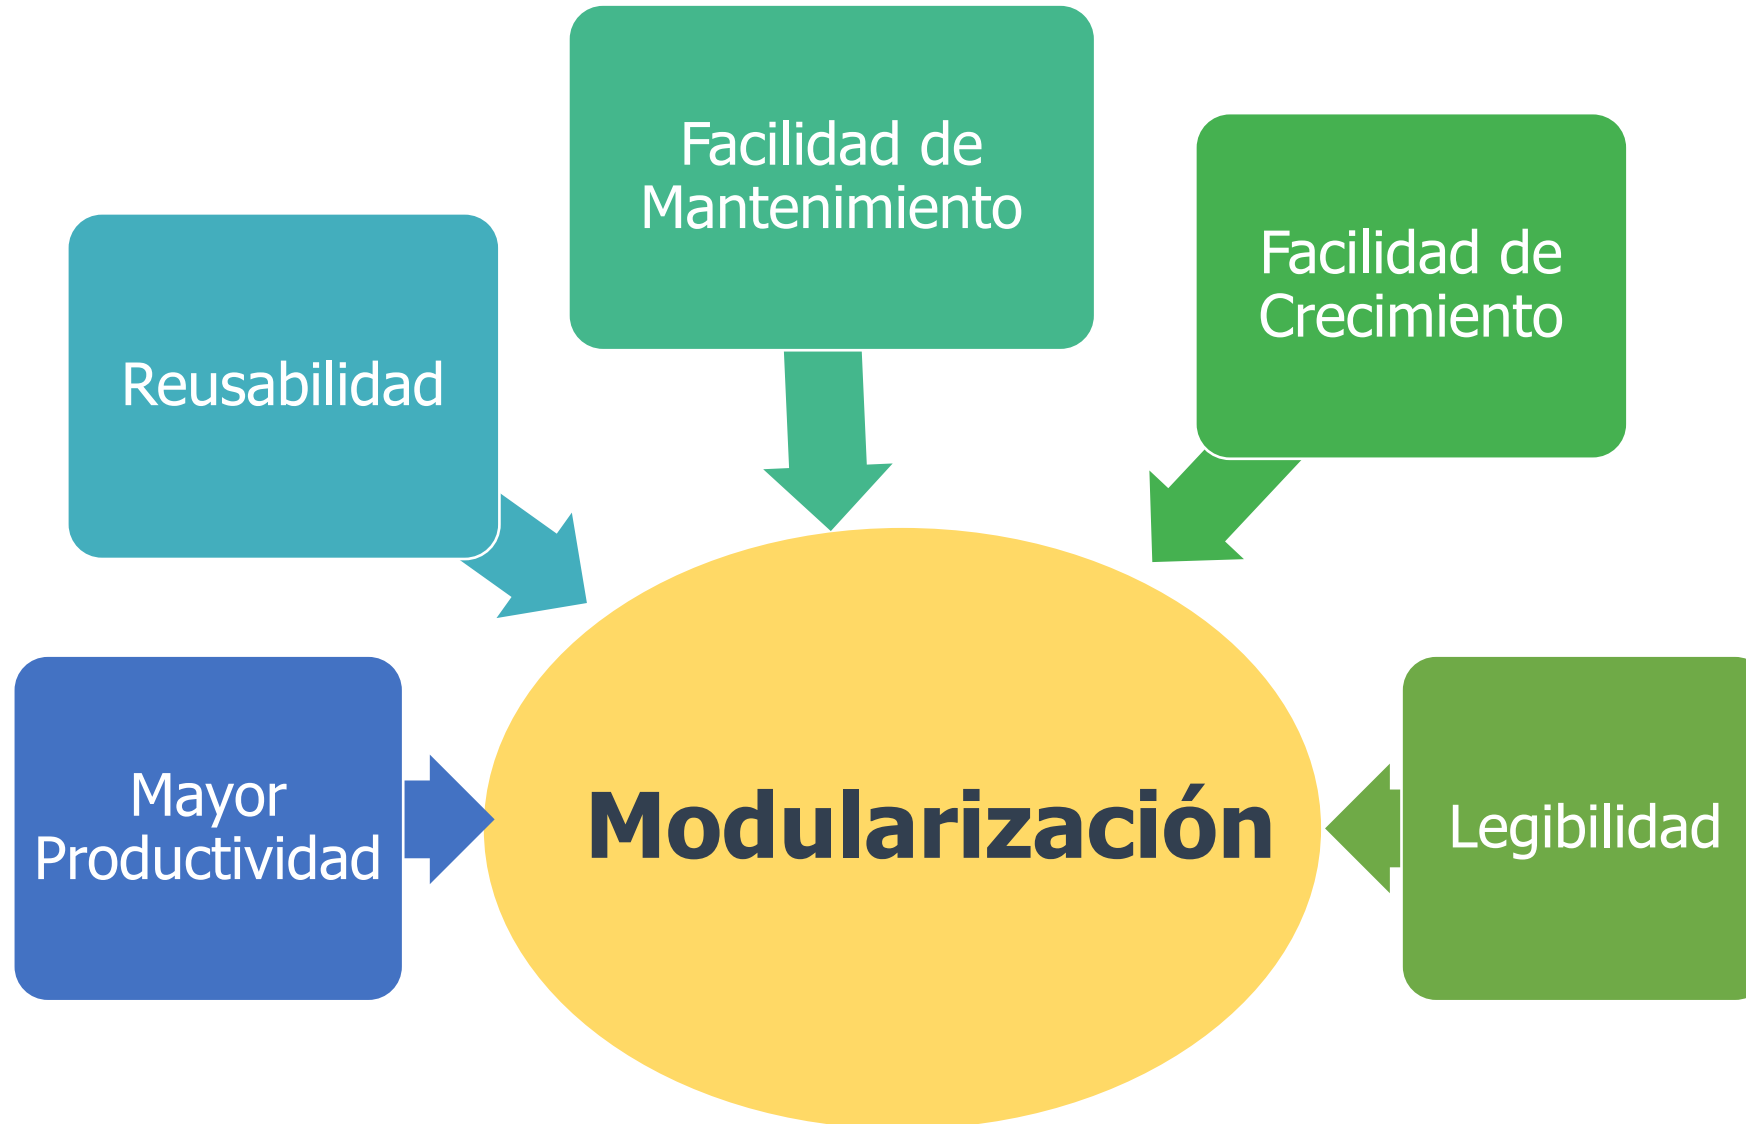 Facilidad de
Mantenimiento
Facilidad de
Crecimiento
Reusabilidad
Mayor
Productividad
Modularización
Legibilidad